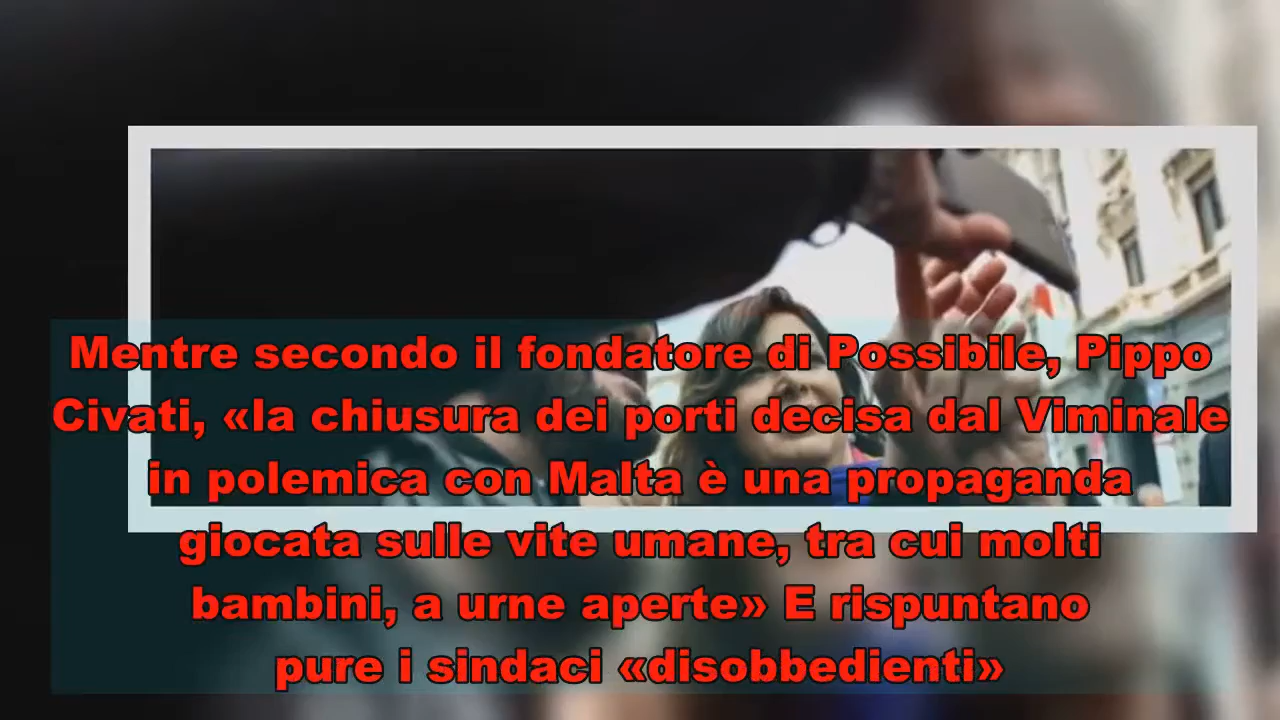 Mentre secondo il fondatore di Possibile, Pippo
Civati, «la chiusura dei porti decisa dal Viminale
in polemica con Malta è una propaganda
giocata sulle vite umane, tra cui molti
bambini, a urne aperte» E rispuntano
pure i sindaci «disobbedienti»